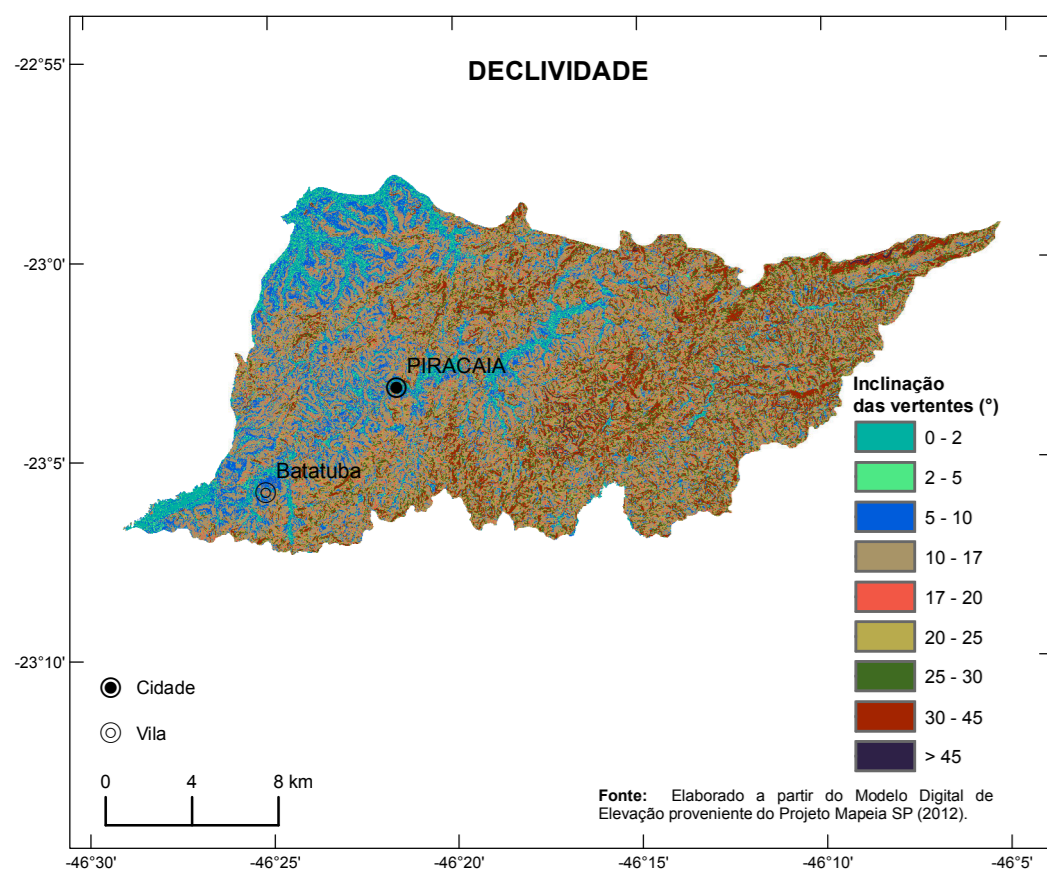 DECLIVIDADE
-22°55'
-23°0'
-23°5'
-23°10'
PIRACAIA
Batatuba
Inclinação
das vertentes (°)
0 - 2
2 - 5
5 - 10
10 - 17
17 - 20
20 - 25
25 - 30
30 - 45
> 45
Cidade
Vila
0 4 8 km
Fonte: Elaborado a partir do Modelo Digital de
Elevação proveniente do Projeto Mapeia SP (2012).
-46°30' -46°25' -46°20' -46°15' -46°10' -46°5'